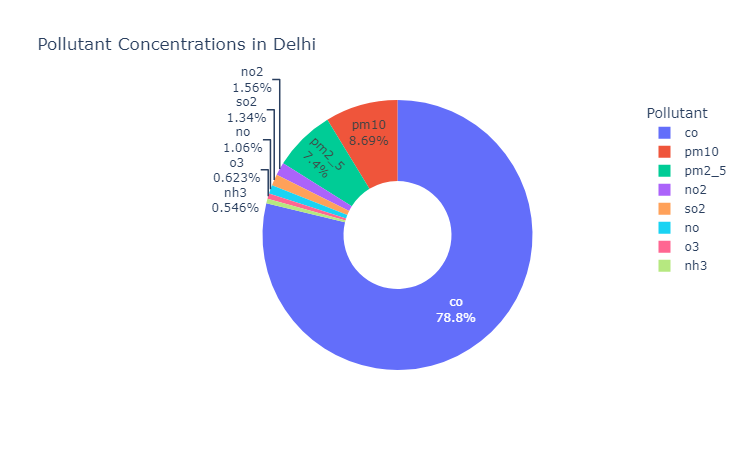 Pollutant Concentrations in Delhi
no2
1.56%
so2
1.34%
no
1.06%
o3
0.623%
nh3
0.546%
pm2_5
7.4%
pm10
8.69%
co
78.8%
Pollutant
co
pm10
pm2_5
no2
so2
no
o3
nh3